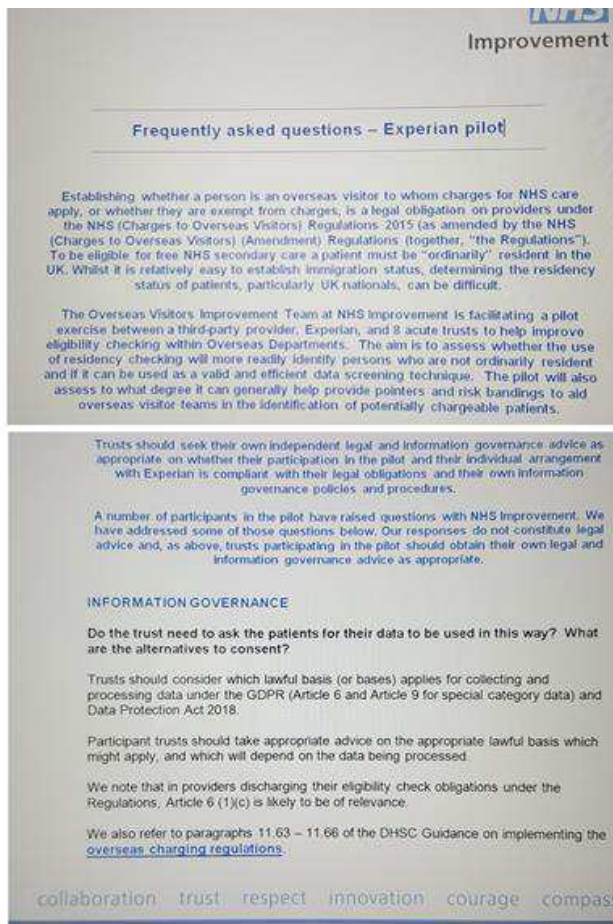 NHS
Improvement
Frequently asked questions – Experian pilot
Establishing whether a person is an overseas visitor to whom charges for NHS care
apply, or whether they are exempt from charges, is a legal obligation on providers under
the NHS (Charges to Overseas Visitors) Regulations 2015 (as amended by the NHS
(Charges to Overseas Visitors) (Amendment) Regulations (together, "the Regulations").
To be eligible for free NHS secondary care a patient must be "ordinarily" resident in the
UK. Whilst it is relatively easy to establish immigration status, determining the residency
status of patients, particularly UK nationals, can be difficult.
The Overseas Visitors Improvement Team at NHS Improvement is facilitating a pilot
exercise between a third-party provider, Experian, and 8 acute trusts to help improve
eligibility checking within Overseas Departments. The aim is to assess whether the use
of residency checking will more readily identify persons who are not ordinarily resident
and if it can be used as a valid and efficient data screening technique. The pilot will also
assess to what degree it can generally help provide pointers and risk bandings to aid
overseas visitor teams in the identification of potentially chargeable patients.
Trusts should seek their own independent legal and information governance advice as
appropriate on whether their participation in the pilot and their individual arrangement
with Experian is compliant with their legal obligations and their own information
governance policies and procedures.
A number of participants in the pilot have raised questions with NHS Improvement. We
have addressed some of those questions below. Our responses do not constitute legal
advice and, as above, trusts participating in the pilot should obtain their own legal and
information governance advice as appropriate.
INFORMATION GOVERNANCE
Do the trust need to ask the patients for their data to be used in this way? What
are the alternatives to consent?
Trusts should consider which lawful basis (or bases) applies for collecting and
processing data under the GDPR (Article 6 and Article 9 for special category data) and
Data Protection Act 2018.
Participant trusts should take appropriate advice on the appropriate lawful basis which
might apply, and which will depend on the data being processed.
We note that in providers discharging their eligibility check obligations under the
Regulations, Article 6 (1)(c) is likely to be of relevance.
We also refer to paragraphs 11.63 – 11.66 of the DHSC Guidance on implementing the
overseas charging regulations.
collaboration trust respect innovation courage compas